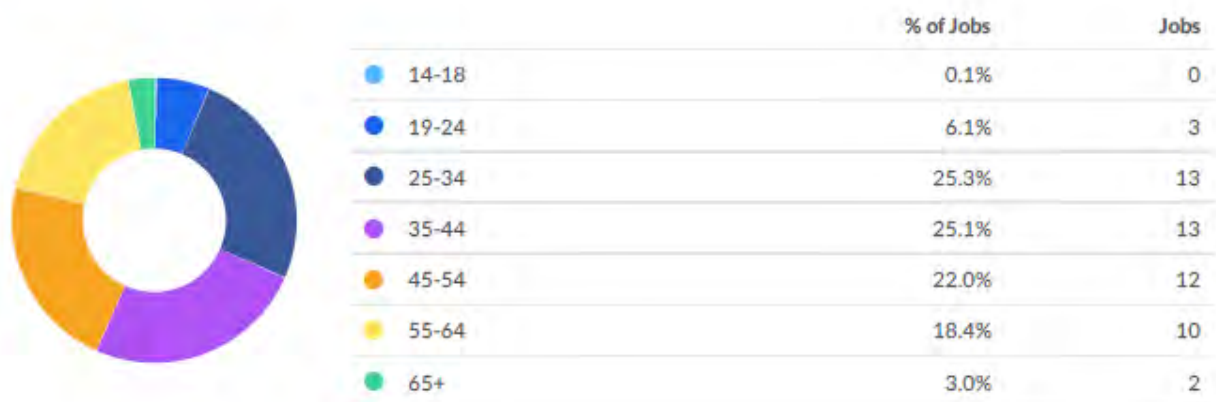 % of Jobs Jobs
14-18 0.1% 0
19-24 6.1% 3
25-34 25.3% 13
35-44 25.1% 13
45-54 22.0% 12
55-64 18.4% 10
65+ 3.0% 2